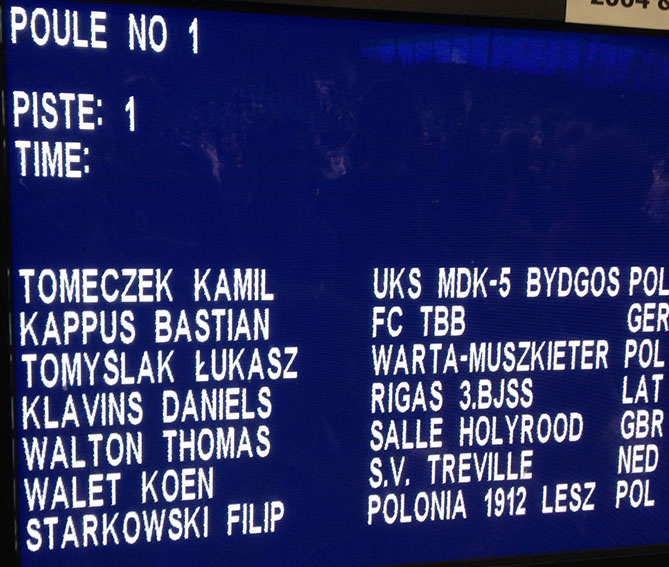 POULE NO 1
PISTE: 1
TIME:
TOMECZEK KAMIL UKS MDK-5 BYDGOS POL
KAPPUS BASTIAN FC TBB GER
TOMYŚLAK ŁUKASZ WARTA-MUSZKIETER POL
KLAVINS DANIELS RIGAS 3.BJSS LAT
WALTON THOMAS SALLE HOLYROOD GBR
WALET KOEN S.V. TREVILLE NED
STARKOWSKI FILIP POLONIA 1912 LESZ POL